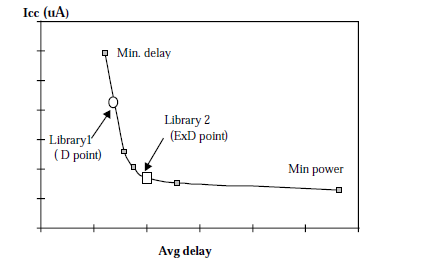 Icc (uA)
Min. delay
Library 2
(ExD point)
Library1
( D point)
Min power
Avg delay